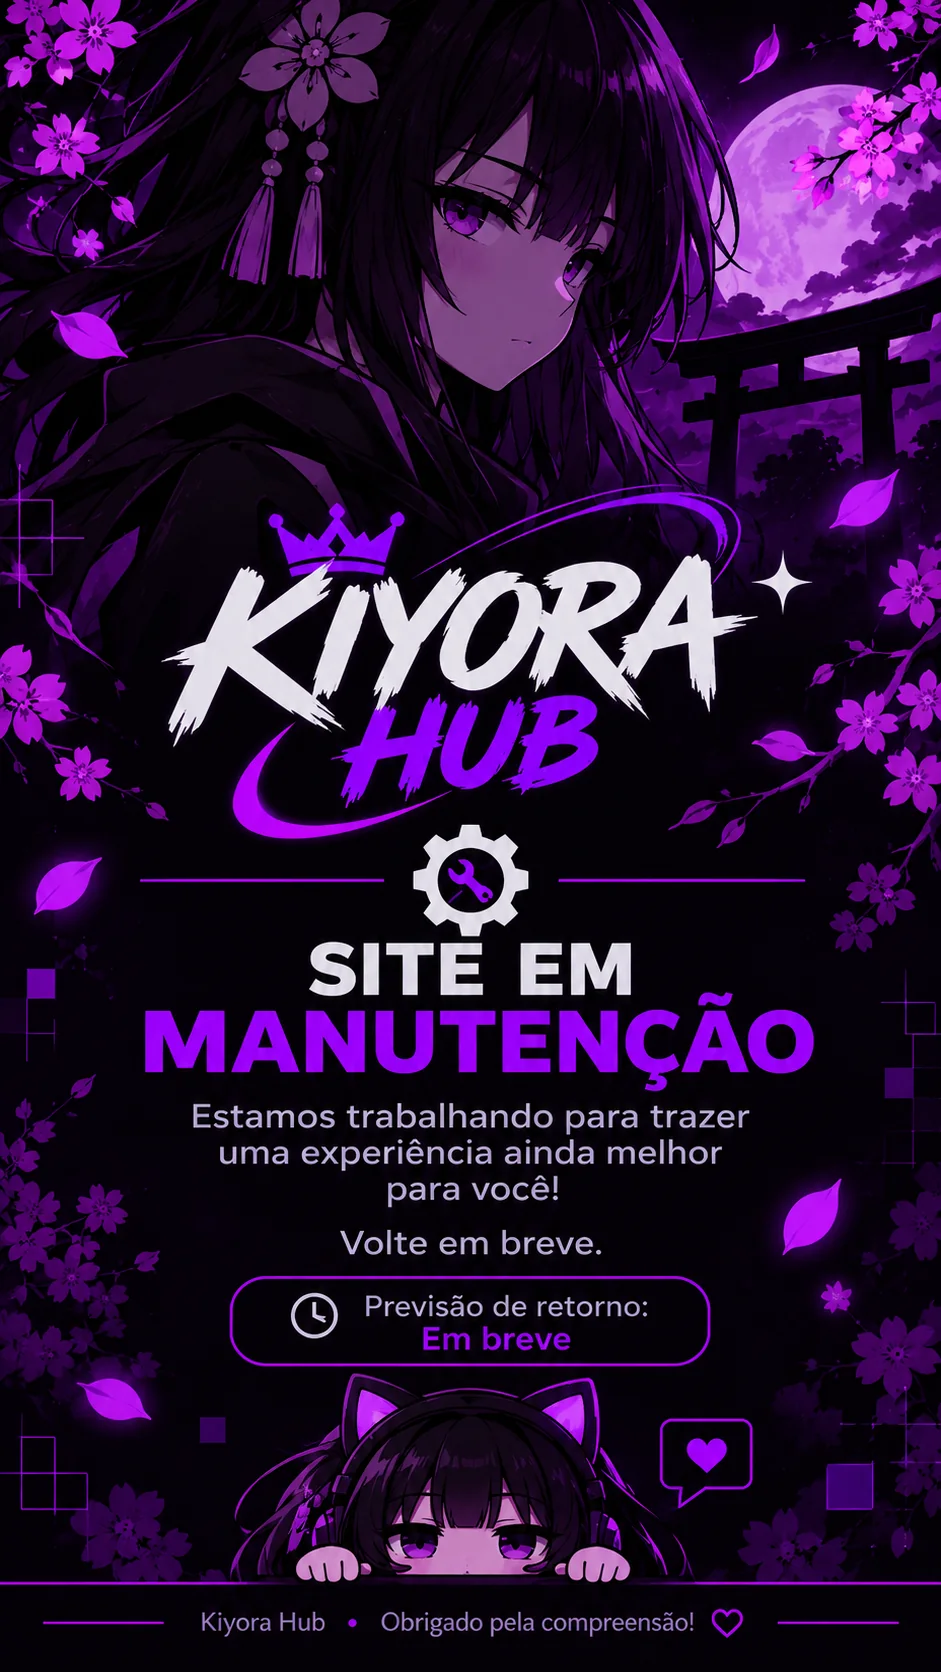 KIYORA
HUB
SITE EM
MANUTENÇÃO
Estamos trabalhando para trazer
uma experiência ainda melhor
para você!
Volte em breve.
Previsão de retorno:
Em breve
Kiyora Hub • Obrigado pela compreensão!